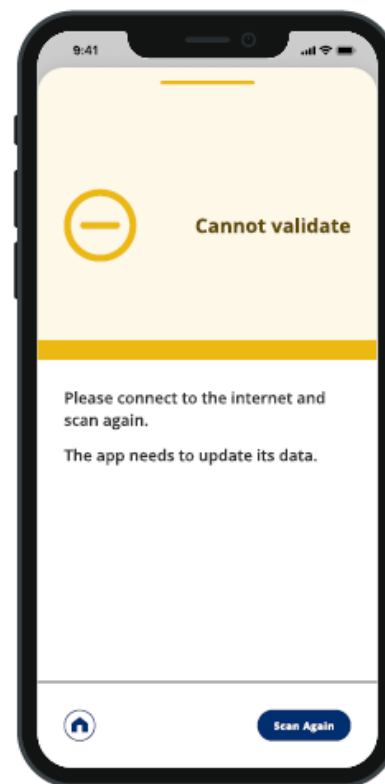 9:41
Cannot validate
Please connect to the internet and
scan again.
The app needs to update its data.
Scan Again